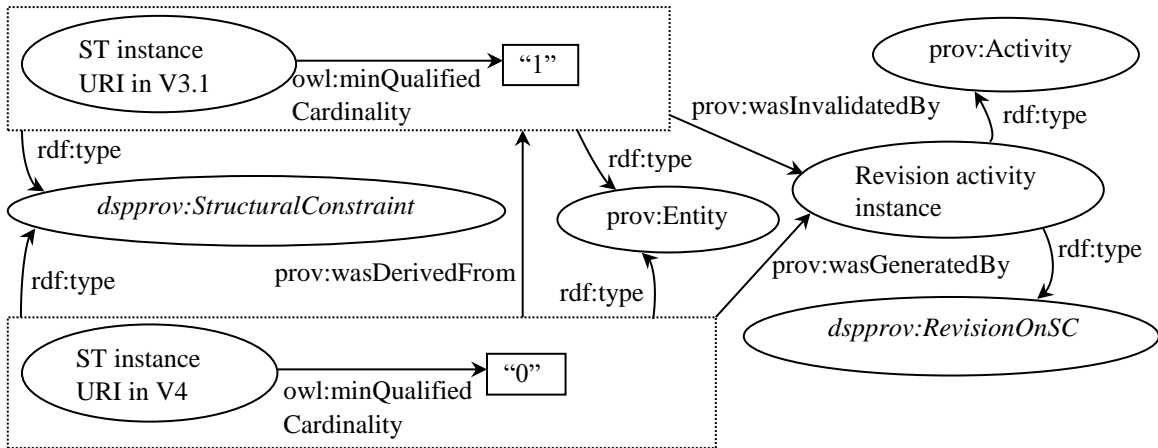 ST instance
URI in V3.1
owl:minQualified
Cardinality
“1”
prov:Activity
prov:wasInvalidatedBy
rdf:type
rdf:type
rdf:type
dspprov:StructuralConstraint
prov:Entity
Revision activity
instance
rdf:type
prov:wasDerivedFrom
rdf:type
prov:wasGeneratedBy
rdf:type
dspprov:RevisionOnSC
ST instance
URI in V4
owl:minQualified
Cardinality
“0”